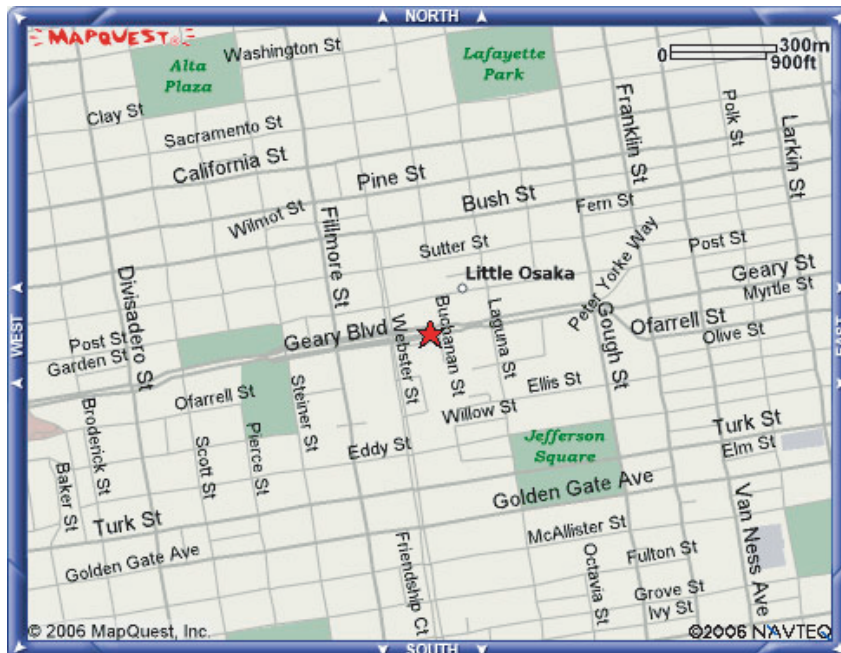 NORTH
MAPQUEST
Washington St
Alta
Plaza
Lafayette
Park
0
300m
900ft
Clay St
Sacramento St
California St
Franklin St
Polk St
Larkin St
Pine St
Bush St
Fern St
Wilmot St
Fillmore St
Sutter St
Post St
Peter Yorke Way
Little Osaka
Geary St
Myrtle St
Divisadero St
WEST
EAST
Post St
Garden St
Geary Blvd
Webster St
Buchanan St
Laguna St
Gough St
Ofarrell St
Olive St
Ofarrell St
Steiner St
Ellis St
Willow St
Broderick St
Baker St
Scott St
Pierce St
Eddy St
Jefferson
Square
Turk St
Elm St
Golden Gate Ave
Turk St
Golden Gate Ave
Friendship Ct
McAllister St
Octavia St
Fulton St
Van Ness Ave
Grove St
Ivy St
© 2006 MapQuest, Inc.
©2006 NAVTEQ
SOUTH